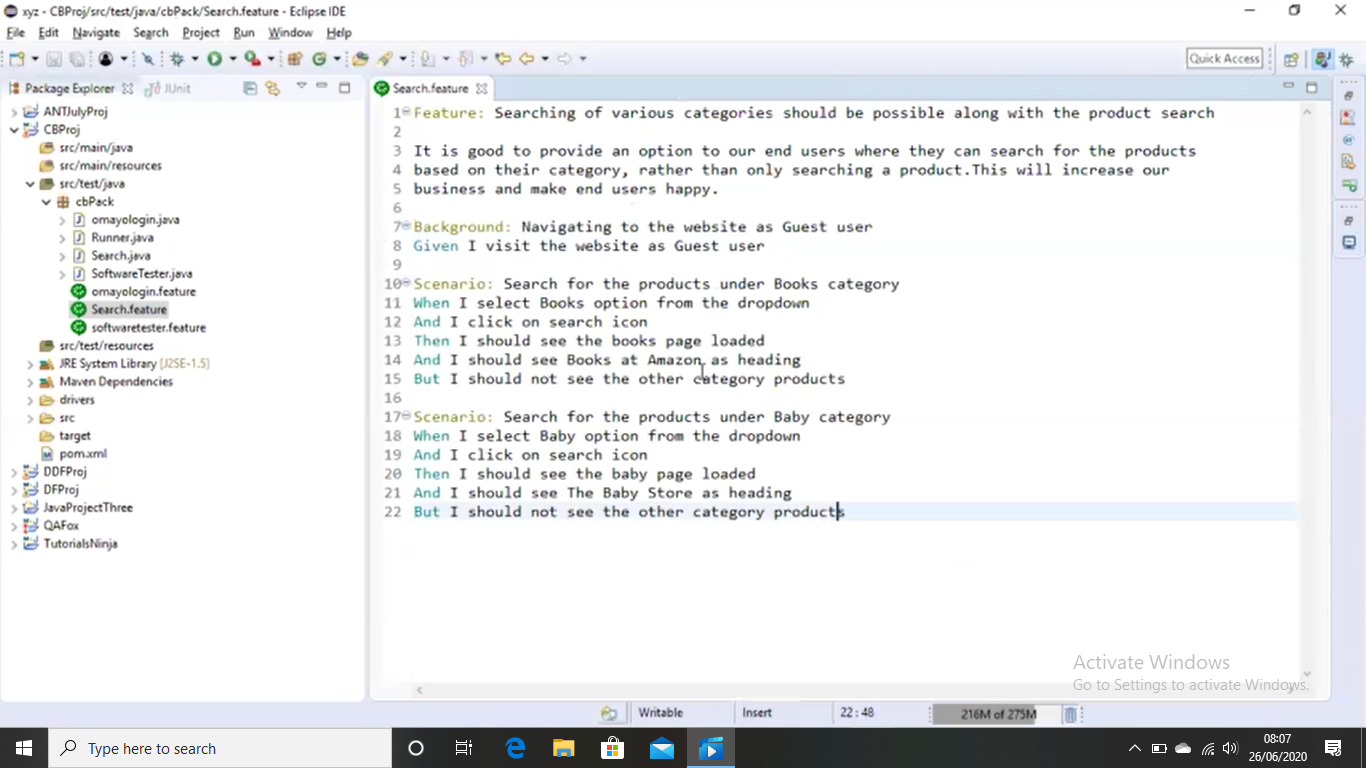 xyz - CBProj/src/test/java/cbPack/Search.feature - Eclipse IDE
File Edit Navigate Search Project Run Window Help
Quick Access
Package Explorer
JUnit
ANTJulyProj
CBProj
src/main/java
src/main/resources
src/test/java
cbPack
omayologin.java
Runner.java
Search.java
SoftwareTester.java
omayologin.feature
Search.feature
softwaretester.feature
src/test/resources
JRE System Library [J2SE-1.5]
Maven Dependencies
drivers
src
target
pom.xml
DDFProj
DFProj
JavaProjectThree
QAFox
TutorialsNinja
Search.feature
1 Feature: Searching of various categories should be possible along with the product search
2
3 It is good to provide an option to our end users where they can search for the products
4 based on their category, rather than only searching a product.This will increase our
5 business and make end users happy.
6
7 Background: Navigating to the website as Guest user
8 Given I visit the website as Guest user
9
10 Scenario: Search for the products under Books category
11 When I select Books option from the dropdown
12 And I click on search icon
13 Then I should see the books page loaded
14 And I should see Books at Amazon as heading
15 But I should not see the other category products
16
17 Scenario: Search for the products under Baby category
18 When I select Baby option from the dropdown
19 And I click on search icon
20 Then I should see the baby page loaded
21 And I should see The Baby Store as heading
22 But I should not see the other category products
Activate Windows
Go to Settings to activate Windows.
Writable Insert 22 : 48 216M of 275M
Type here to search
08:07
26/06/2020